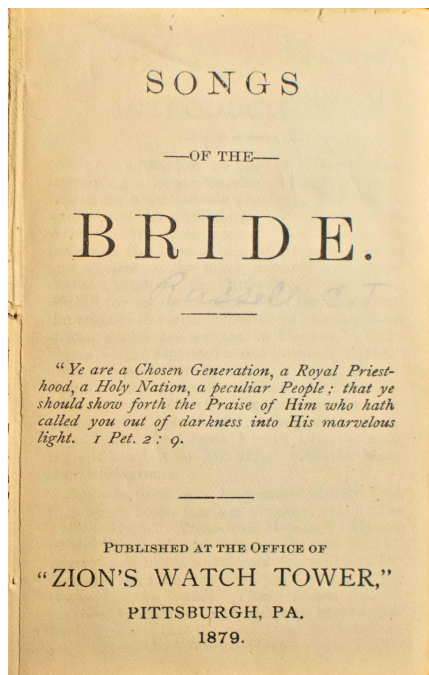 SONGS
—OF THE—
BRIDE.
Russell C.T
“Ye are a Chosen Generation, a Royal Priest-
hood, a Holy Nation, a peculiar People; that ye
should show forth the Praise of Him who hath
called you out of darkness into His marvelous
light. 1 Pet. 2: 9.
PUBLISHED AT THE OFFICE OF
“ZION'S WATCH TOWER,”
PITTSBURGH, PA.
1879.